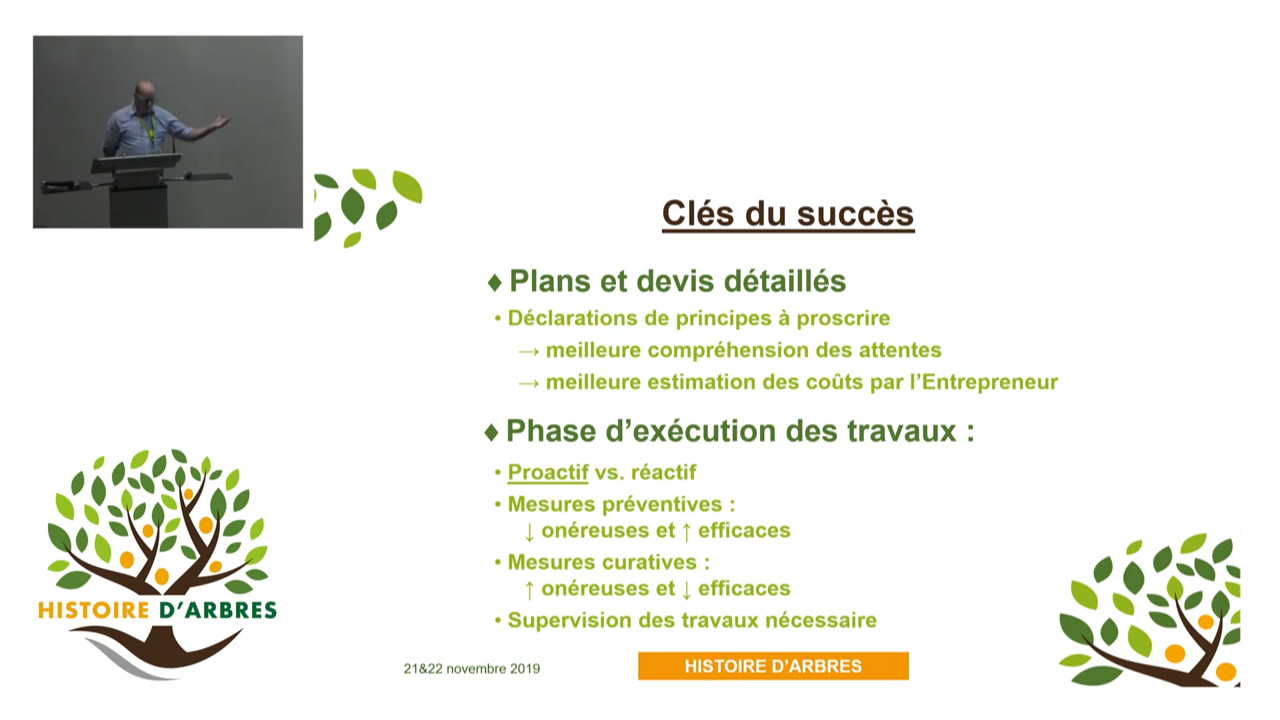 Clés du succès
♦ Plans et devis détaillés
• Déclarations de principes à proscrire
→ meilleure compréhension des attentes
→ meilleure estimation des coûts par l’Entrepreneur
♦ Phase d’exécution des travaux :
• Proactif vs. réactif
• Mesures préventives :
↓ onéreuses et ↑ efficaces
• Mesures curatives :
↑ onéreuses et ↓ efficaces
• Supervision des travaux nécessaire
HISTOIRE D’ARBRES
21&22 novembre 2019
HISTOIRE D’ARBRES